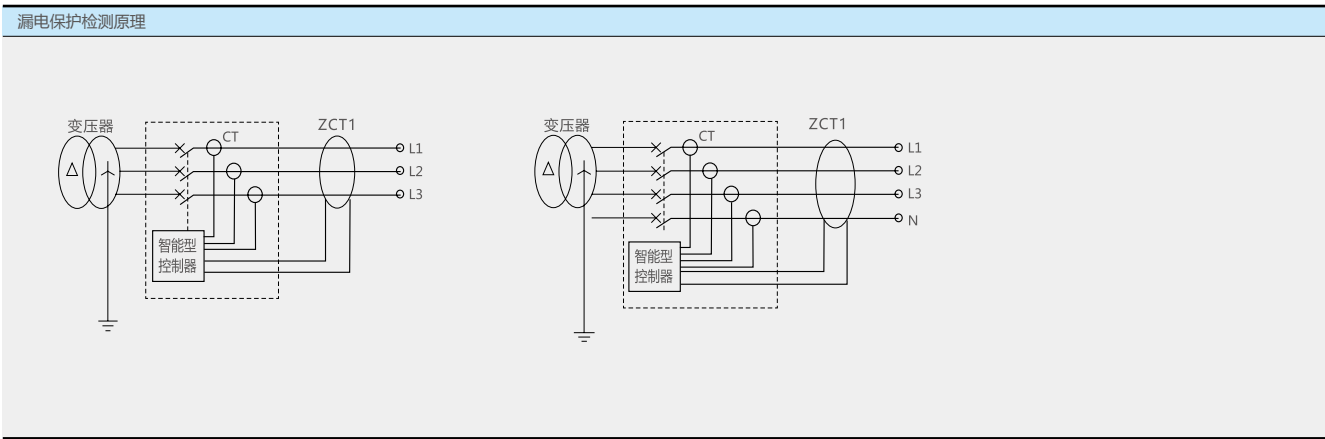 漏电保护检测原理
变压器
CT
ZCT1
L1
L2
L3
智能型
控制器
变压器
CT
ZCT1
L1
L2
L3
N
智能型
控制器